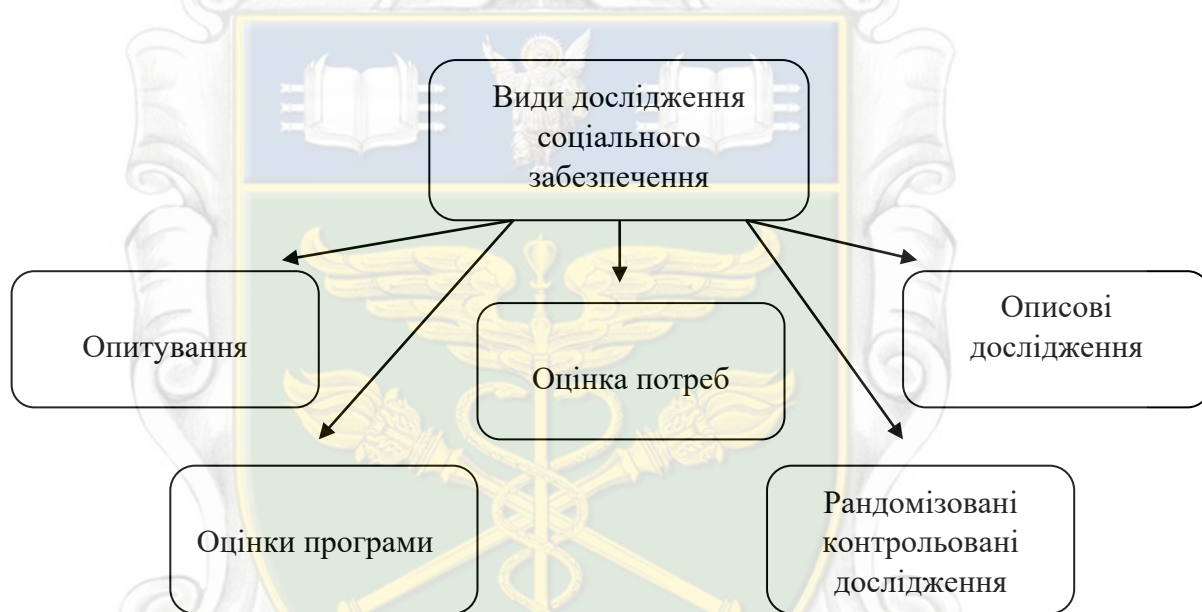 Види дослідження
соціального
забезпечення
Опитування
Оцінка потреб
Описові
дослідження
Оцінки програми
Рандомізовані
контрольовані
дослідження